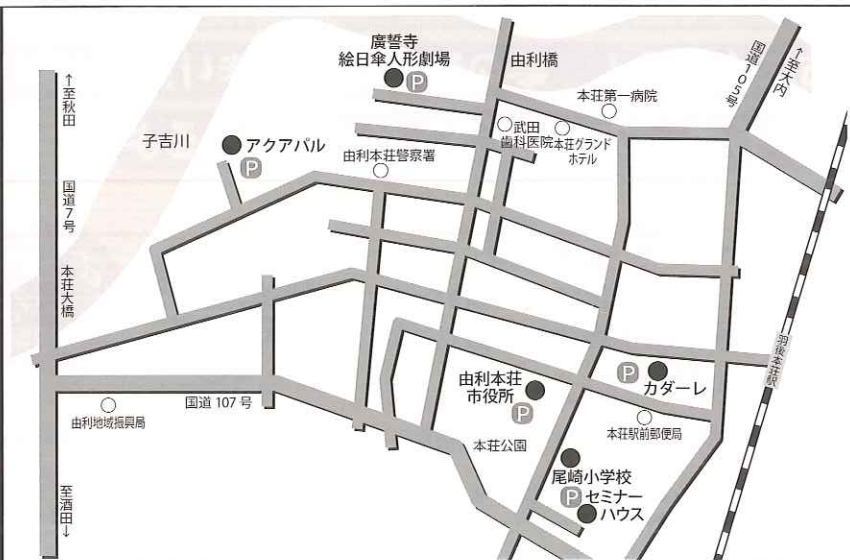 ↑至秋田
国道7号
本荘大橋
至酒田↓
子吉川
アクアパル
P
廣誓寺
絵日傘人形劇場
P
由利橋
本荘第一病院
武田
歯科医院
本荘グランド
ホテル
国道105号
↑至大内
由利本荘警察署
羽後本荘駅
国道107号
由利地域振興局
由利本荘
市役所
P
本荘公園
P
カダーレ
本荘駅前郵便局
尾崎小学校
P
セミナー
ハウス